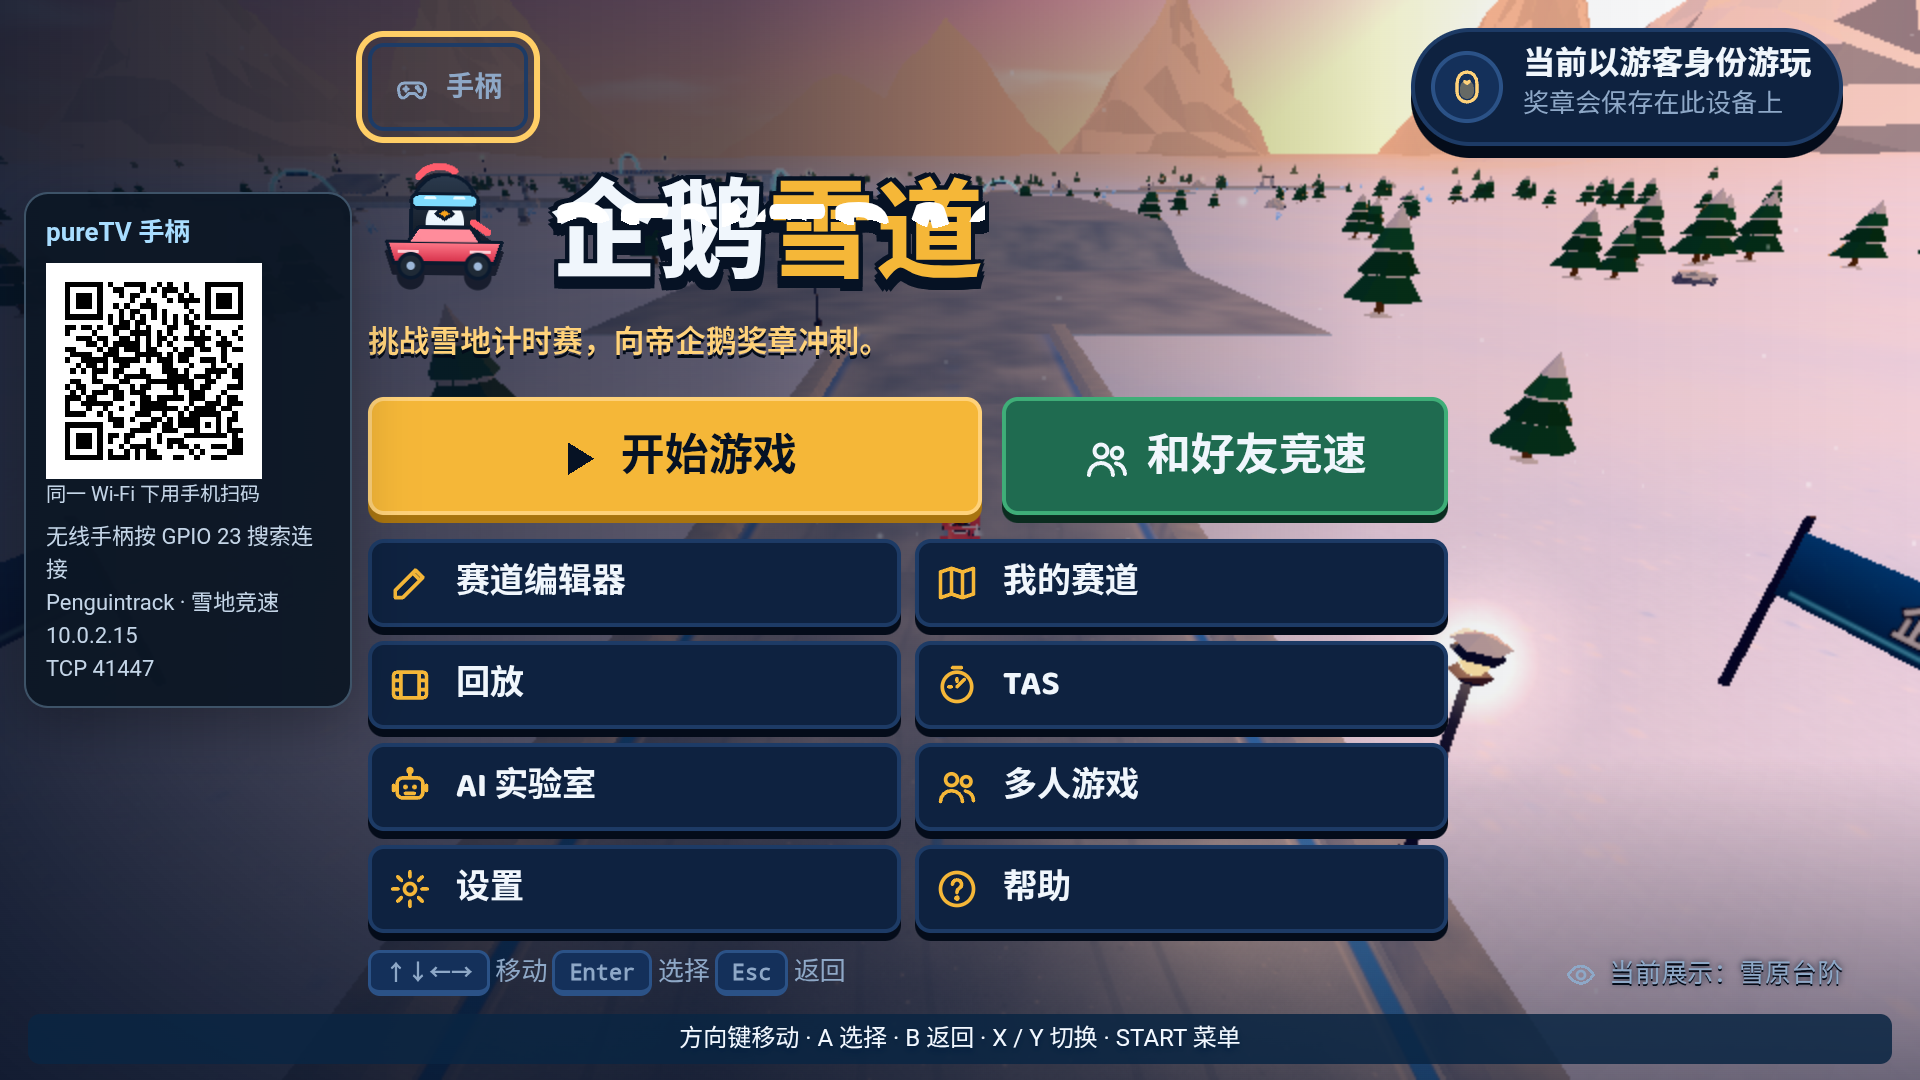 手柄
当前以游客身份游玩
奖章会保存在此设备上
企鹅雪道
挑战雪地计时赛，向帝企鹅奖章冲刺。
pureTV 手柄
同一 Wi-Fi 下用手机扫码
无线手柄按 GPIO 23 搜索连
接
Penguintrack · 雪地竞速
10.0.2.15
TCP 41447
开始游戏
和好友竞速
赛道编辑器
我的赛道
回放
TAS
AI 实验室
多人游戏
设置
帮助
↑↓←→ 移动 Enter 选择 Esc 返回
当前展示：雪原台阶
方向键移动 · A 选择 · B 返回 · X / Y 切换 · START 菜单